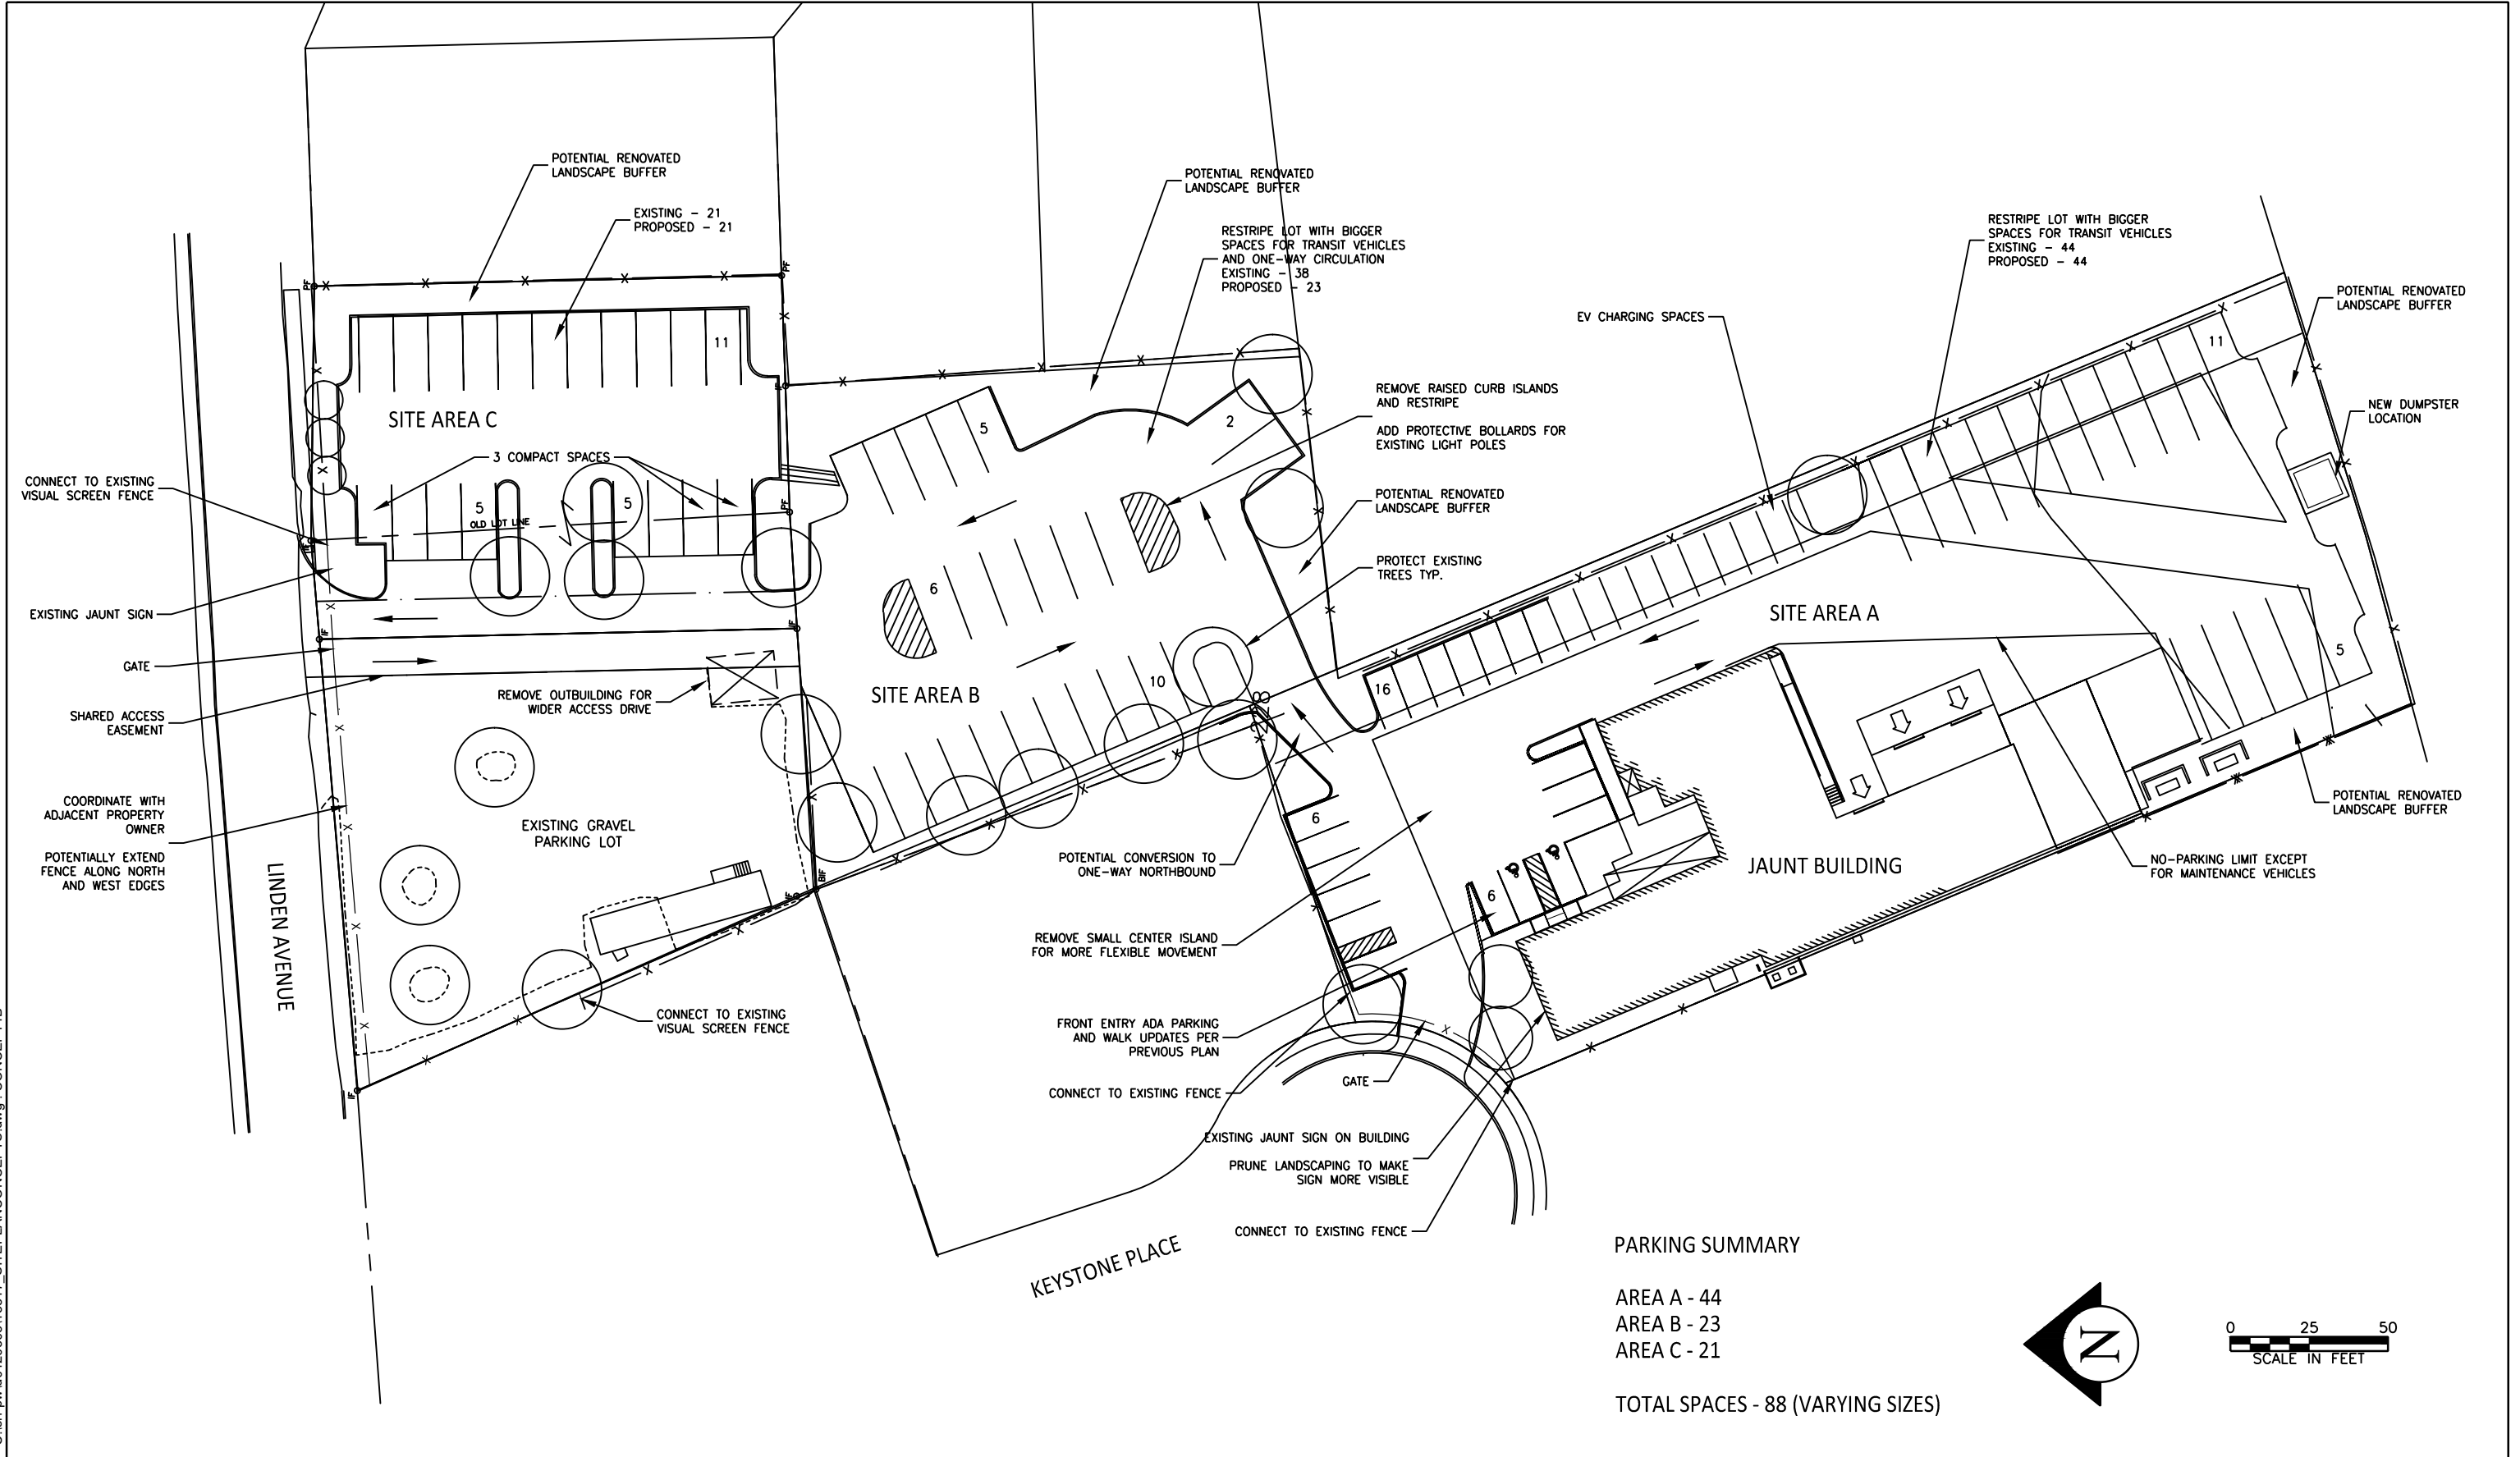 POTENTIAL RENOVATED
LANDSCAPE BUFFER
EXISTING - 21
PROPOSED - 21
POTENTIAL RENOVATED
LANDSCAPE BUFFER
RESTRIPE LOT WITH BIGGER
SPACES FOR TRANSIT VEHICLES
AND ONE-WAY CIRCULATION
EXISTING - 38
PROPOSED - 23
RESTRIPE LOT WITH BIGGER
SPACES FOR TRANSIT VEHICLES
EXISTING - 44
PROPOSED - 44
POTENTIAL RENOVATED
LANDSCAPE BUFFER
EV CHARGING SPACES
NEW DUMPSTER
LOCATION
PF
PF
11
11
SITE AREA C
5
2
REMOVE RAISED CURB ISLANDS
AND RESTRIPE
ADD PROTECTIVE BOLLARDS FOR
EXISTING LIGHT POLES
IF
3 COMPACT SPACES
CONNECT TO EXISTING
VISUAL SCREEN FENCE
5
5
OLD LOT LINE
PF
POTENTIAL RENOVATED
LANDSCAPE BUFFER
PROTECT EXISTING
TREES TYP.
EXISTING JAUNT SIGN
6
SITE AREA A
IF
IF
GATE
5
SHARED ACCESS
EASEMENT
REMOVE OUTBUILDING FOR
WIDER ACCESS DRIVE
SITE AREA B
10
16
COORDINATE WITH
ADJACENT PROPERTY
OWNER
POTENTIALLY EXTEND
FENCE ALONG NORTH
AND WEST EDGES
EXISTING GRAVEL
PARKING LOT
LINDEN AVENUE
6
POTENTIAL CONVERSION TO
ONE-WAY NORTHBOUND
JAUNT BUILDING
POTENTIAL RENOVATED
LANDSCAPE BUFFER
NO-PARKING LIMIT EXCEPT
FOR MAINTENANCE VEHICLES
BIF
IF
6
REMOVE SMALL CENTER ISLAND
FOR MORE FLEXIBLE MOVEMENT
CONNECT TO EXISTING
VISUAL SCREEN FENCE
FRONT ENTRY ADA PARKING
AND WALK UPDATES PER
PREVIOUS PLAN
GATE
CONNECT TO EXISTING FENCE
IF
EXISTING JAUNT SIGN ON BUILDING
PRUNE LANDSCAPING TO MAKE
SIGN MORE VISIBLE
CONNECT TO EXISTING FENCE
KEYSTONE PLACE
PARKING SUMMARY
AREA A - 44
AREA B - 23
AREA C - 21
TOTAL SPACES - 88 (VARYING SIZES)
N
0 25 50
SCALE IN FEET